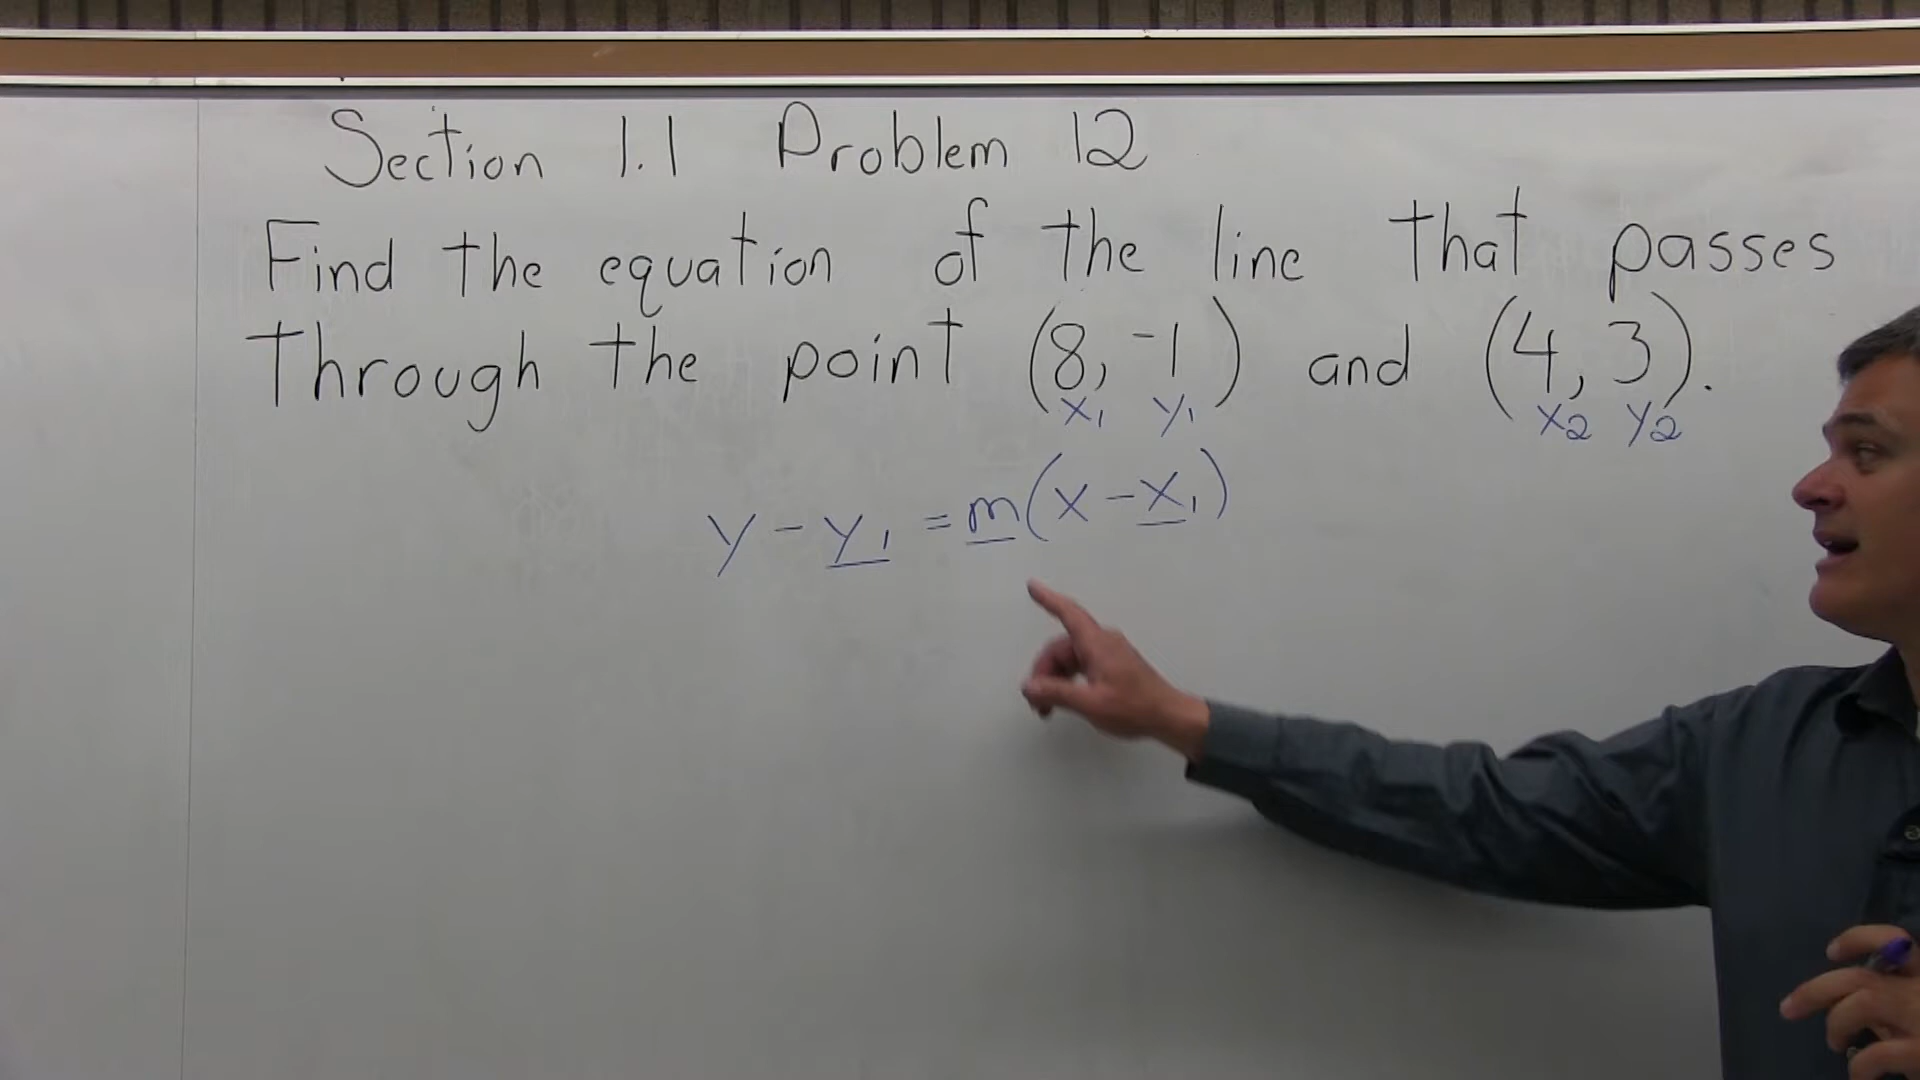 Section 1.1 Problem 12
Find the equation of the line that passes
through the point (8, -1) and (4, 3).
x₁ y₁ x₂ y₂
y - y₁ = m(x - x₁)